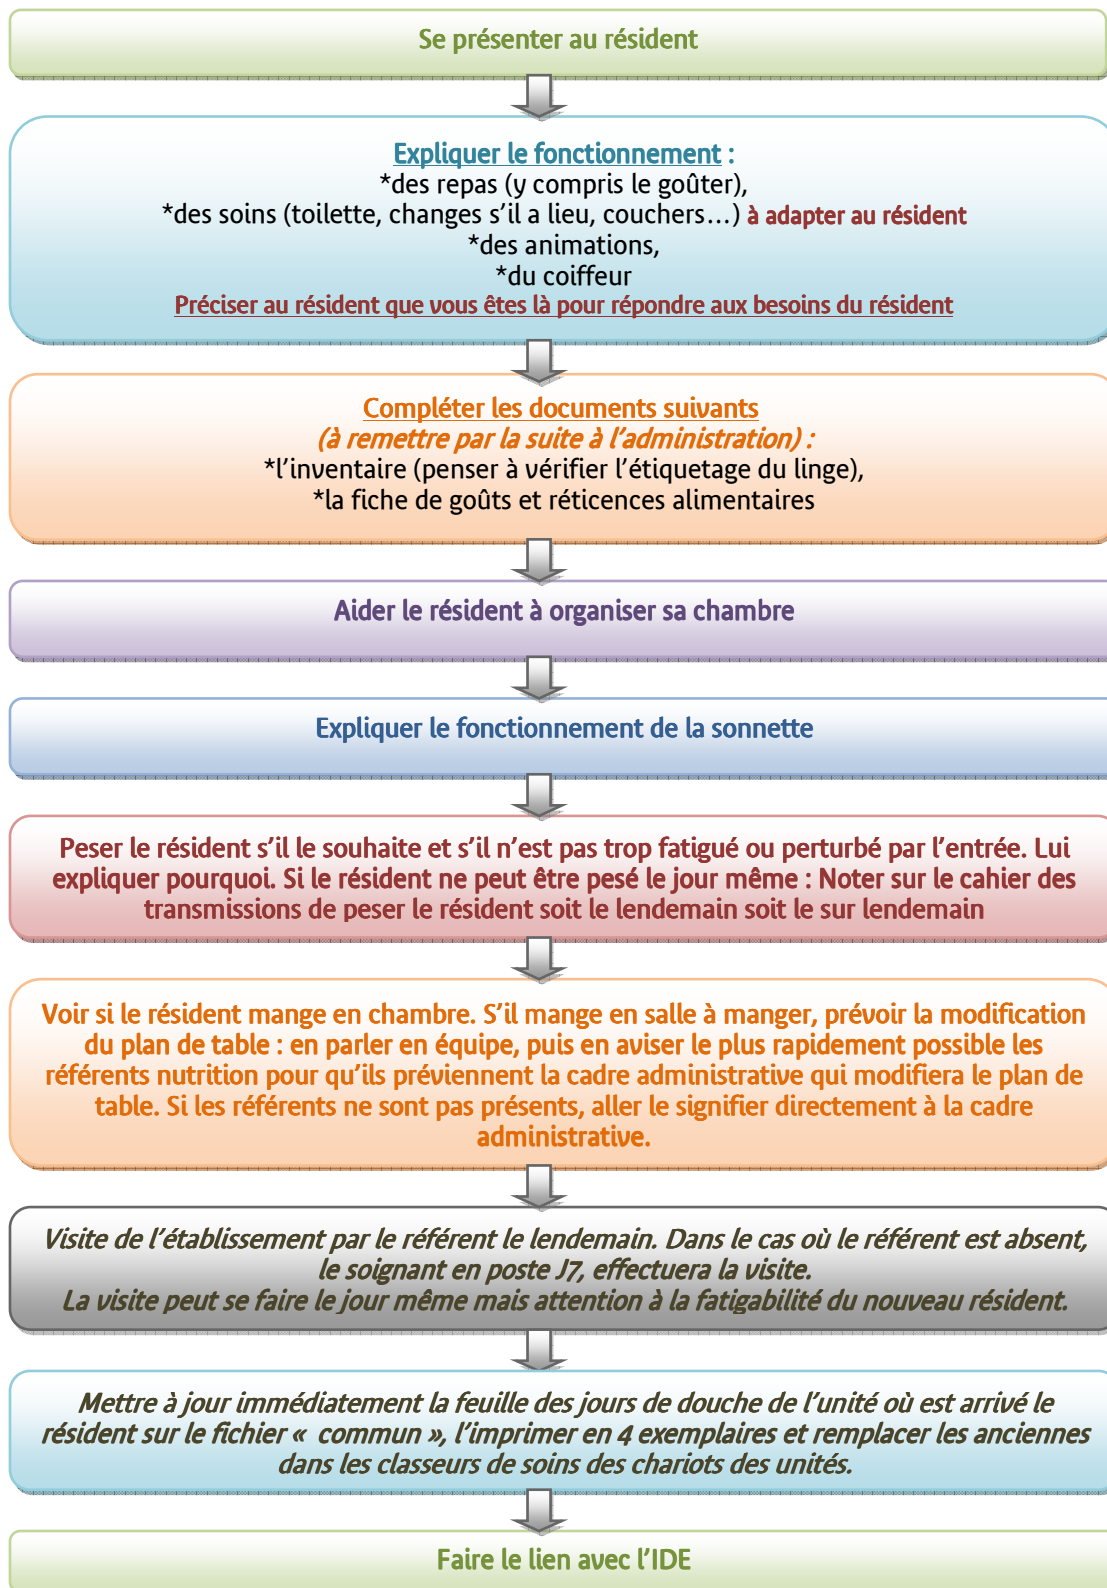 Se présenter au résident
Expliquer le fonctionnement :
*des repas (y compris le goûter),
*des soins (toilette, changes s’il a lieu, couchers…) à adapter au résident
*des animations,
*du coiffeur
Préciser au résident que vous êtes là pour répondre aux besoins du résident
Compléter les documents suivants
(à remettre par la suite à l’administration) :
*l’inventaire (penser à vérifier l’étiquetage du linge),
*la fiche de goûts et réticences alimentaires
Aider le résident à organiser sa chambre
Expliquer le fonctionnement de la sonnette
Peser le résident s’il le souhaite et s’il n’est pas trop fatigué ou perturbé par l’entrée. Lui
expliquer pourquoi. Si le résident ne peut être pesé le jour même : Noter sur le cahier des
transmissions de peser le résident soit le lendemain soit le sur lendemain
Voir si le résident mange en chambre. S’il mange en salle à manger, prévoir la modification
du plan de table : en parler en équipe, puis en aviser le plus rapidement possible les
référents nutrition pour qu’ils préviennent la cadre administrative qui modifiera le plan de
table. Si les référents ne sont pas présents, aller le signifier directement à la cadre
administrative.
Visite de l’établissement par le référent le lendemain. Dans le cas où le référent est absent,
le soignant en poste J7, effectuera la visite.
La visite peut se faire le jour même mais attention à la fatigabilité du nouveau résident.
Mettre à jour immédiatement la feuille des jours de douche de l’unité où est arrivé le
résident sur le fichier «  commun », l’imprimer en 4 exemplaires et remplacer les anciennes
dans les classeurs de soins des chariots des unités.
Faire le lien avec l’IDE